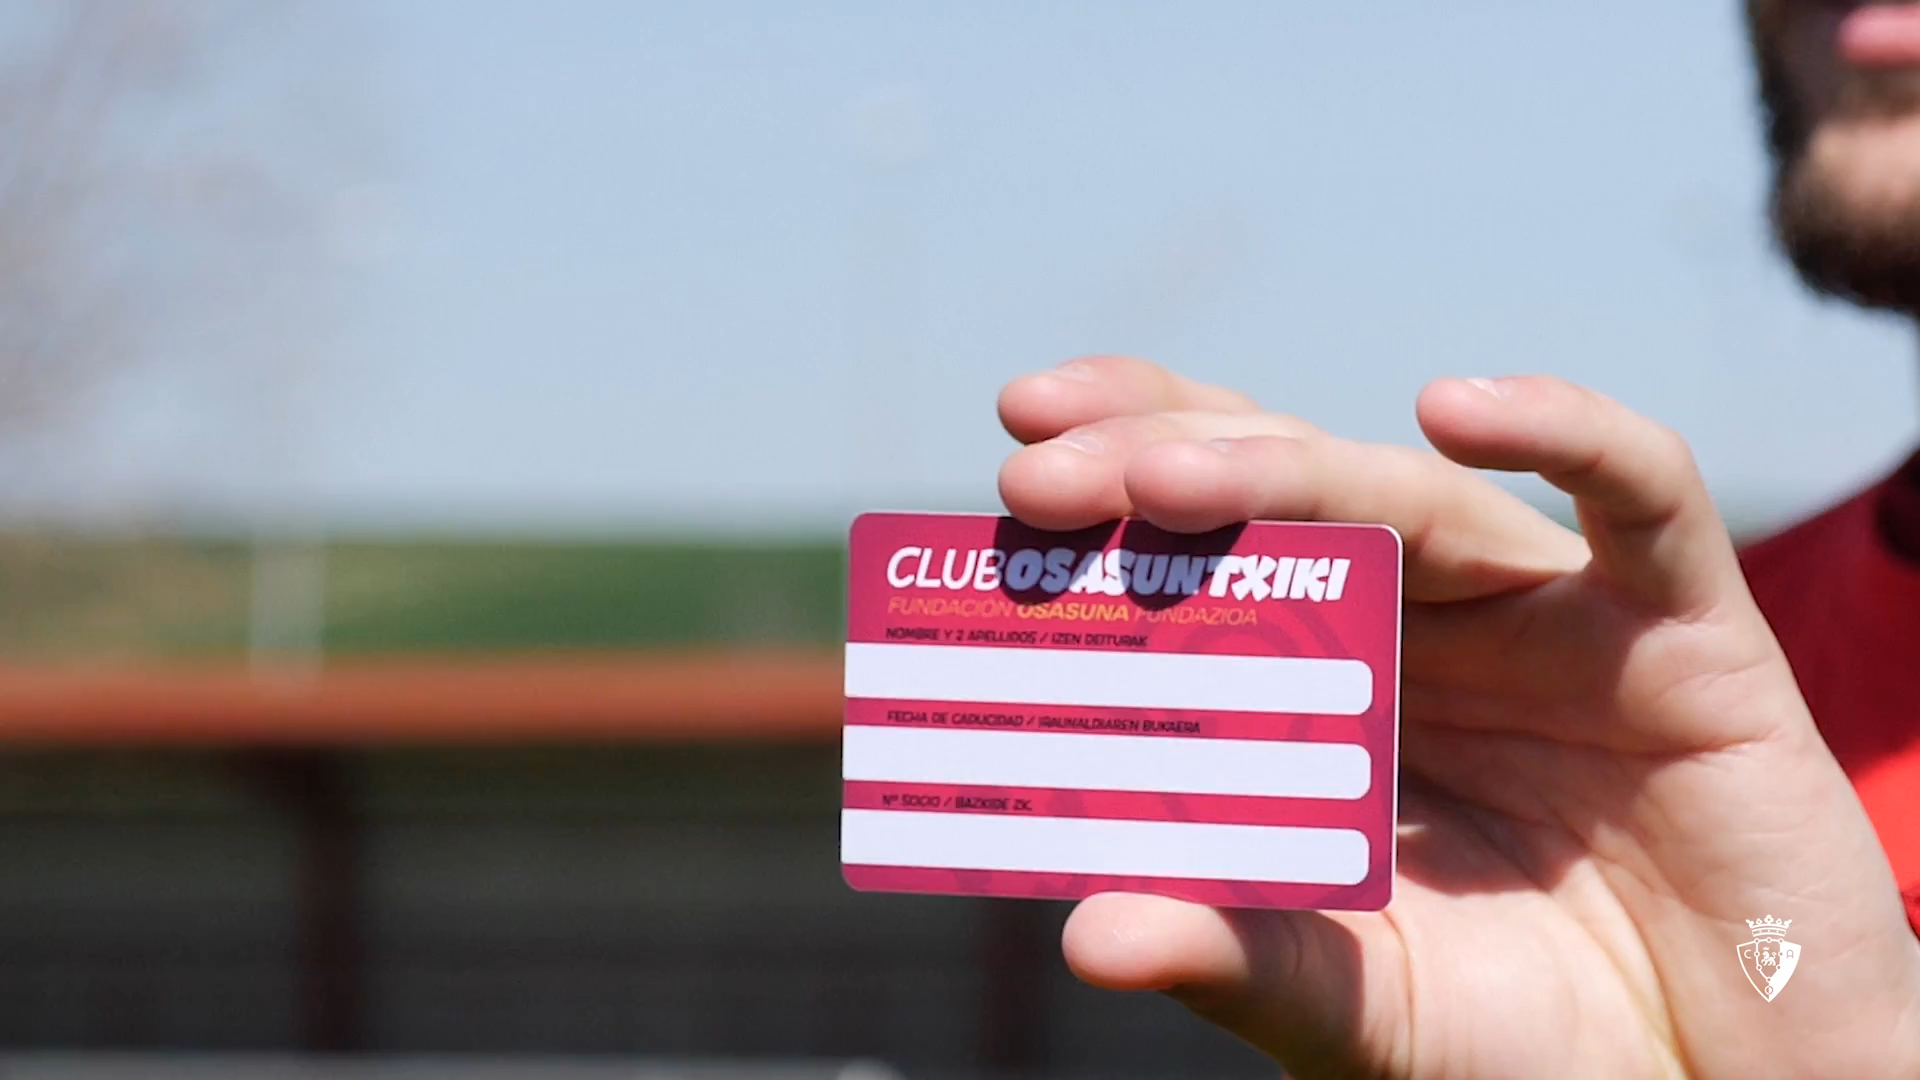 CLUBOSASUNTXIKI
FUNDACIÓN OSASUNA FUNDAZIOA
NOMBRE Y 2 APELLIDOS / IZEN DEITURAK
FECHA DE CADUCIDAD / IRAUNALDIAREN BUKAERA
Nº SOCIO / BAZKIDE ZK.
C A
O